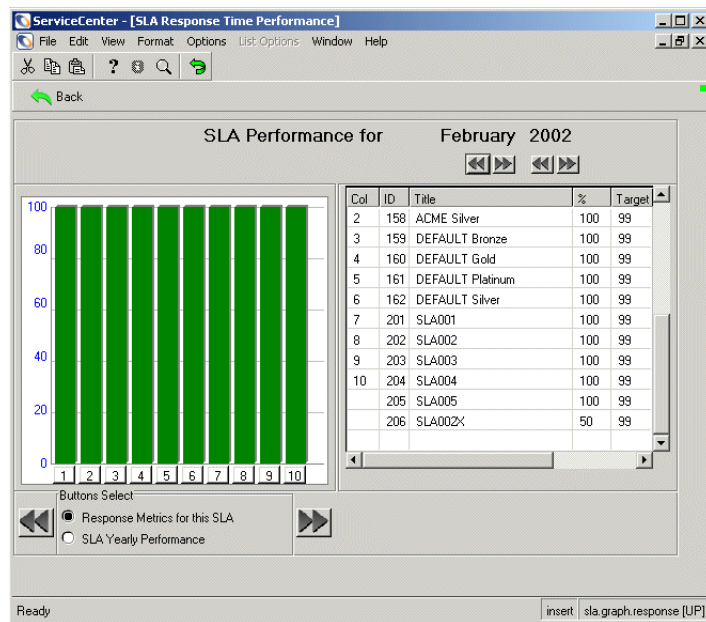 ServiceCenter - [SLA Response Time Performance]
File Edit View Format Options List Options Window Help
Back
SLA Performance for February 2002
100
80
60
40
20
0
1 2 3 4 5 6 7 8 9 10
Col ID Title % Target
2 158 ACME Silver 100 99
3 159 DEFAULT Bronze 100 99
4 160 DEFAULT Gold 100 99
5 161 DEFAULT Platinum 100 99
6 162 DEFAULT Silver 100 99
7 201 SLA001 100 99
8 202 SLA002 100 99
9 203 SLA003 100 99
10 204 SLA004 100 99
205 SLA005 100 99
206 SLA002X 50 99
Buttons Select
Response Metrics for this SLA
SLA Yearly Performance
Ready insert sla.graph.response [UP]